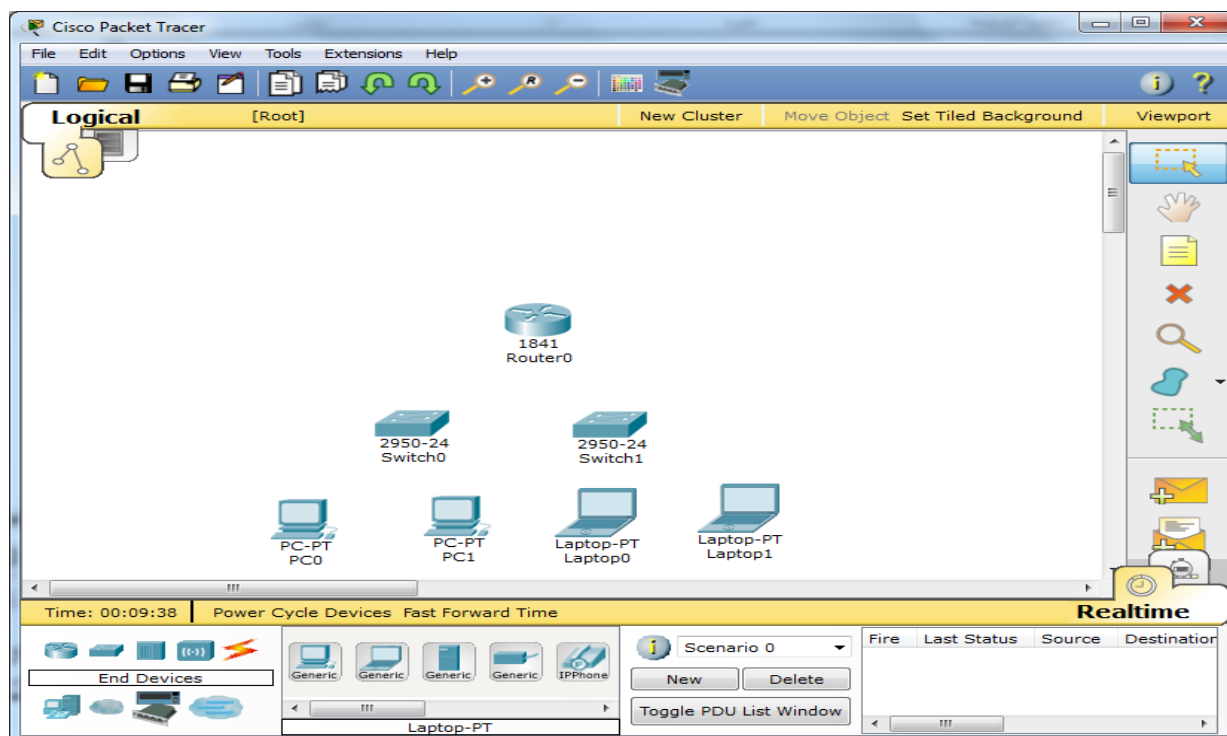 Cisco Packet Tracer
File Edit Options View Tools Extensions Help
Logical [Root] New Cluster Move Object Set Tiled Background Viewport
1841
Router0
2950-24 2950-24
Switch0 Switch1
PC-PT PC-PT Laptop-PT Laptop-PT
PC0 PC1 Laptop0 Laptop1
Time: 00:09:38 Power Cycle Devices Fast Forward Time Realtime
Fire Last Status Source Destination
Scenario 0
End Devices Generic Generic Generic Generic IPPhone
New Delete
Toggle PDU List Window
Laptop-PT